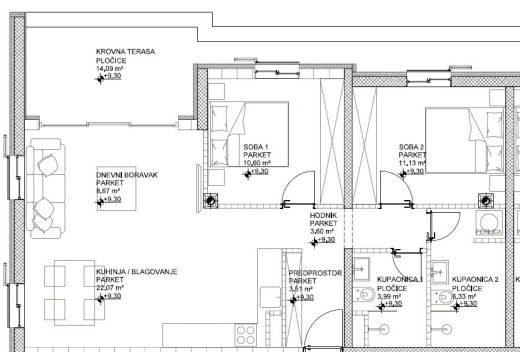 KROVNA TERASA
PLOČICE
14,09 m²
+9,30
SOBA 1
PARKET
10,60 m²
+9,30
SOBA 2
PARKET
11,13 m²
+9,30
DNEVNI BORAVAK
PARKET
8,67 m²
+9,30
HODNIK
PARKET
3,60 m²
+9,30
PERILICA
KUHINJA / BLAGOVANJE
PARKET
22,07 m²
+9,30
PREDPROSTOR
PARKET
3,51 m²
+9,30
KUPAONICA 1
PLOČICE
3,99 m²
+9,30
KUPAONICA 2
PLOČICE
6,33 m²
+9,30